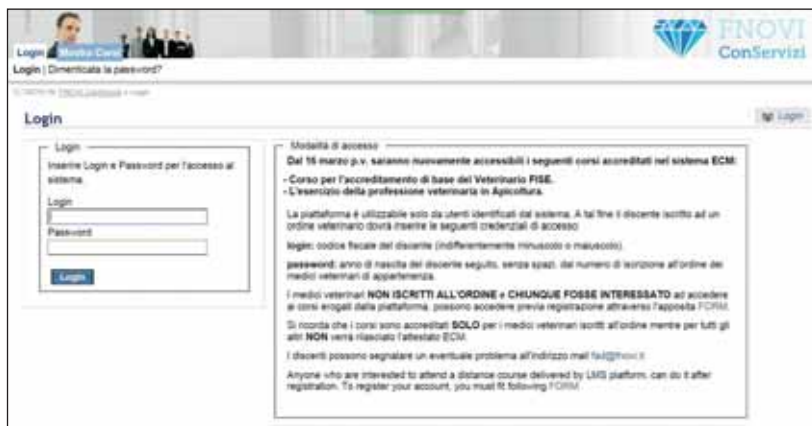 FNOVI
ConServizi
Login Mostra Corsi
Login | Dimenticata la password?
FNOVI ConServizi » Login
Login
Login
Login
Inserire Login e Password per l'accesso al
sistema.
Login
Password
Login
Modalità di accesso
Dal 16 marzo p.v. saranno nuovamente accessibili i seguenti corsi accreditati nel sistema ECM:
- Corso per l'accreditamento di base del Veterinario FISE.
- L'esercizio della professione veterinaria in Apicoltura.
La piattaforma è utilizzabile solo da utenti identificati dal sistema. A tal fine il discente iscritto ad un
ordine veterinario dovrà inserire le seguenti credenziali di accesso:
login: codice fiscale del discente (indifferentemente minuscolo o maiuscolo).
password: anno di nascita del discente seguito, senza spazi, dal numero di iscrizione all'ordine dei
medici veterinari di appartenenza.
I medici veterinari NON ISCRITTI ALL'ORDINE e CHIUNQUE FOSSE INTERESSATO ad accedere
ai corsi erogati dalla piattaforma, possono accedere previa registrazione attraverso l'apposita FORM.
Si ricorda che i corsi sono accreditati SOLO per i medici veterinari iscritti all'ordine mentre per tutti gli
altri NON verrà rilasciato l'attestato ECM.
I discenti possono segnalare un eventuale problema all'indirizzo mail fad@fnovi.it
Anyone who are interested to attend a distance course delivered by LMS platform, can do it after
registration. To register your account, you must fit following FORM.